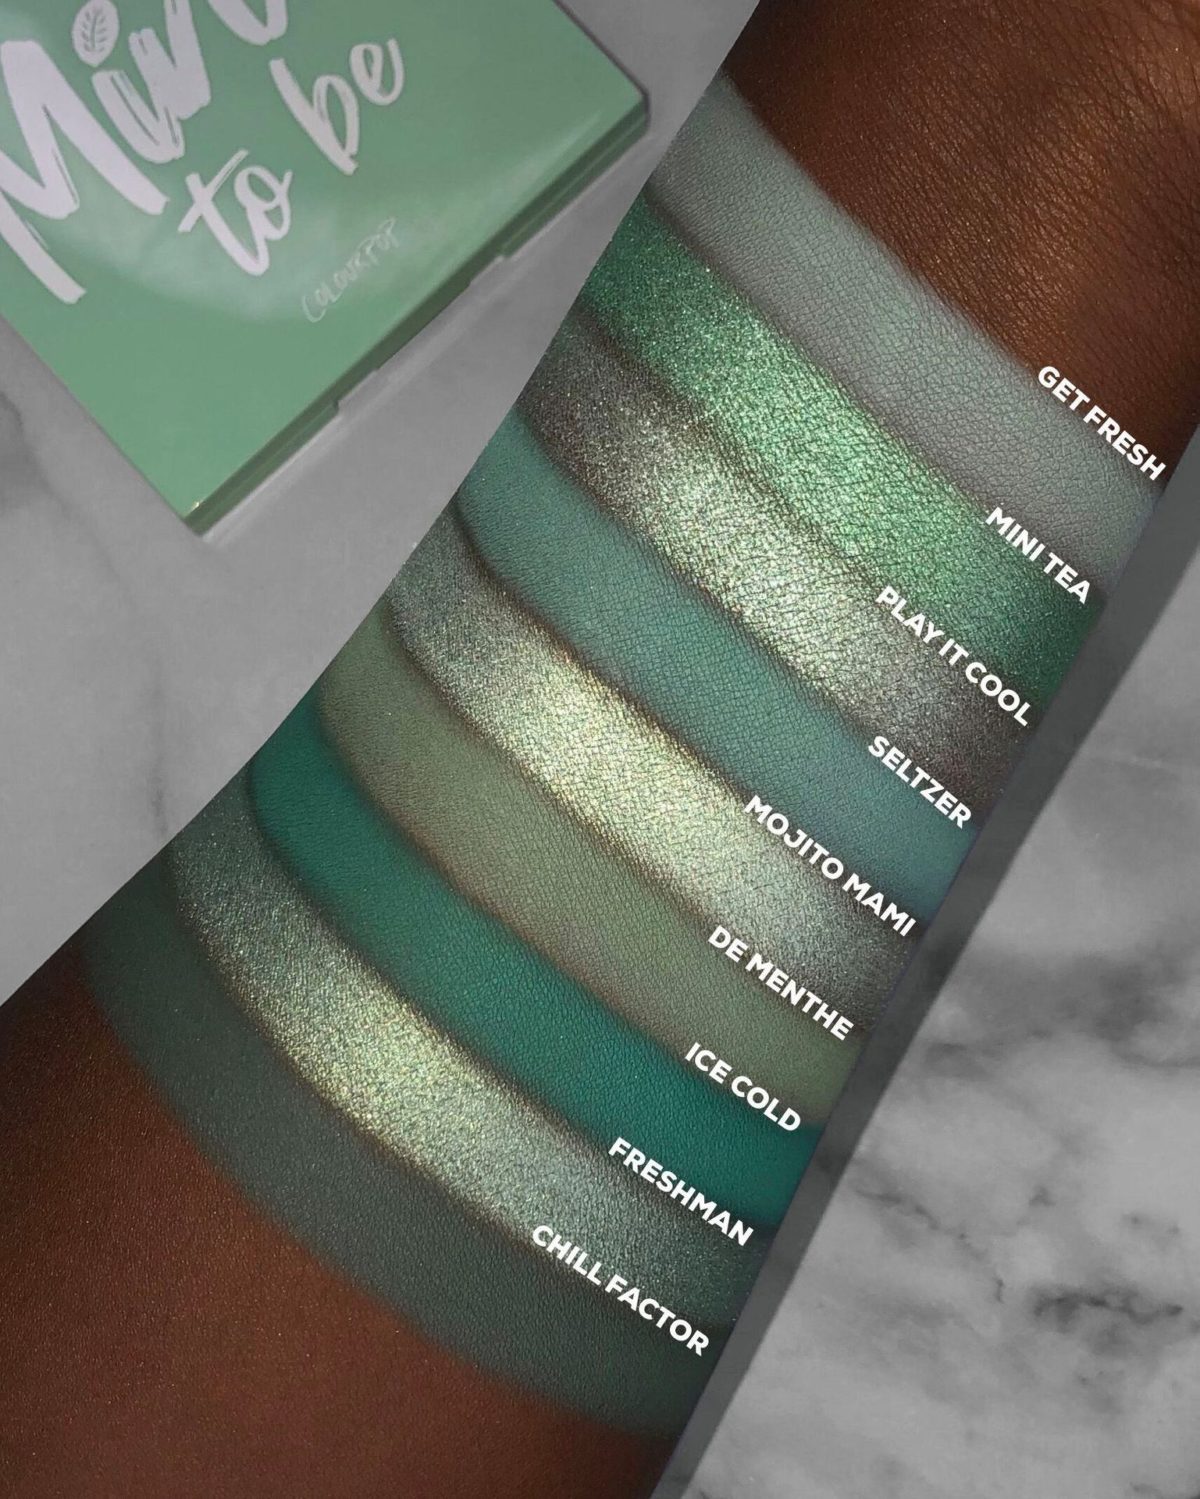 Mint
to be
COLOURPOP
GET FRESH
MINI TEA
PLAY IT COOL
SELTZER
MOJITO MAMI
DE MENTHE
ICE COLD
FRESHMAN
CHILL FACTOR